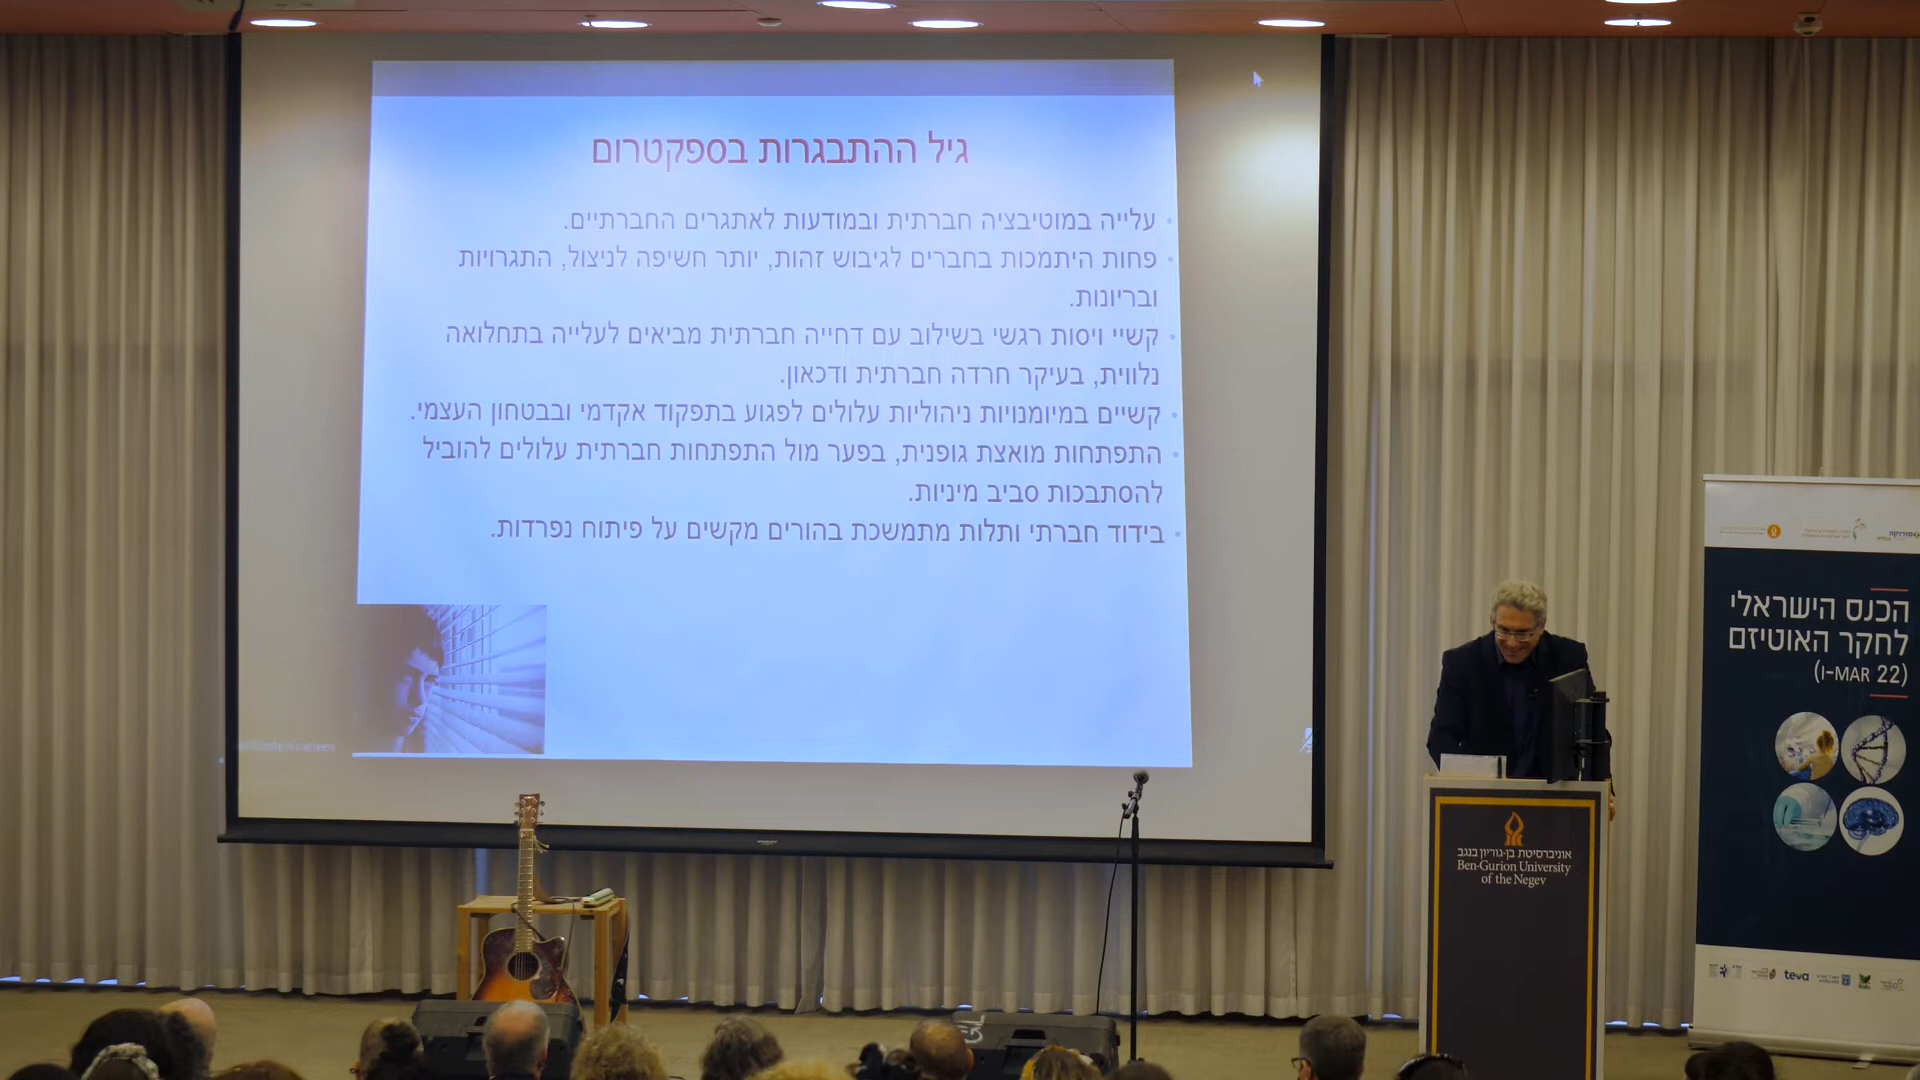 גיל ההתבגרות בספקטרום
• עלייה במוטיבציה חברתית ובמודעות לאתגרים החברתיים.
• פחות היתמכות בחברים לגיבוש זהות, יותר חשיפה לניצול, התגרויות
ובריונות.
• קשיי ויסות רגשי בשילוב עם דחייה חברתית מביאים לעלייה בתחלואה
נלווית, בעיקר חרדה חברתית ודכאון.
• קשיים במיומנויות ניהוליות עלולים לפגוע בתפקוד אקדמי ובבטחון העצמי.
• התפתחות מואצת גופנית, בפער מול התפתחות חברתית עלולים להוביל
להסתבכות סביב מיניות.
• בידוד חברתי ותלות מתמשכת בהורים מקשים על פיתוח נפרדות.
אוניברסיטת בן-גוריון בנגב
Ben-Gurion University
of the Negev
סורוקה
הכנס הישראלי
לחקר האוטיזם
(I-MAR 22)
teva